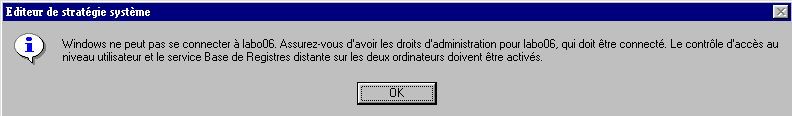 Editeur de stratégie système
Windows ne peut pas se connecter à labo06. Assurez-vous d'avoir les droits d'administration pour labo06, qui doit être connecté. Le contrôle d'accès au
niveau utilisateur et le service Base de Registres distante sur les deux ordinateurs doivent être activés.
OK